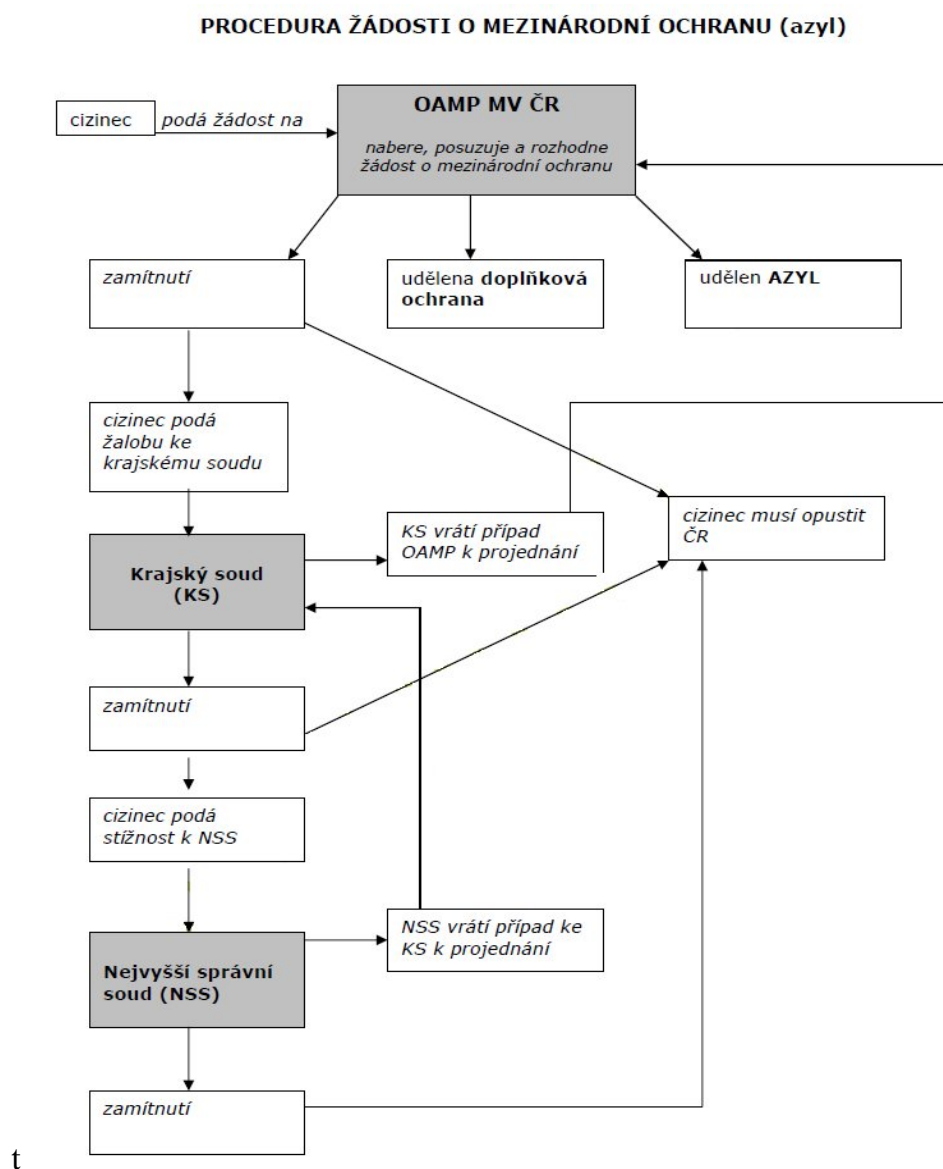 PROCEDURA ŽÁDOSTI O MEZINÁRODNÍ OCHRANU (azyl)
cizinec
podá žádost na
OAMP MV ČR
nabere, posuzuje a rozhodne
žádost o mezinárodní ochranu
zamítnutí
udělena doplňková
ochrana
udělen AZYL
cizinec podá
žalobu ke
krajskému soudu
KS vrátí případ
OAMP k projednání
cizinec musí opustit
ČR
Krajský soud
(KS)
zamítnutí
cizinec podá
stížnost k NSS
NSS vrátí případ ke
KS k projednání
Nejvyšší správní
soud (NSS)
zamítnutí
t